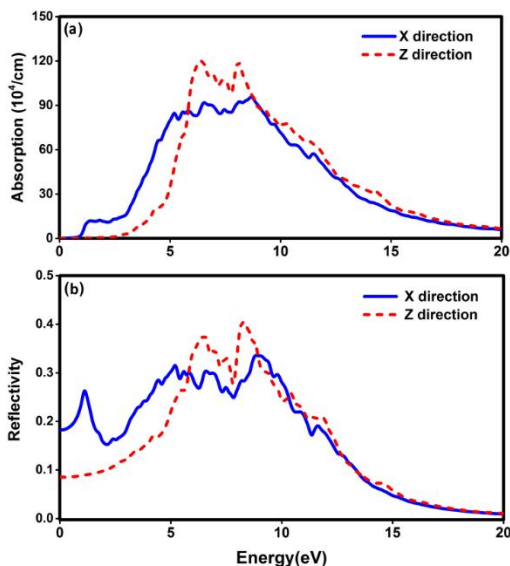 (a)
X direction
Z direction
Absorption (10⁴/cm)
150
120
90
60
30
0
0 5 10 15 20
(b)
X direction
Z direction
Reflectivity
0.5
0.4
0.3
0.2
0.1
0.0
0 5 10 15 20
Energy(eV)